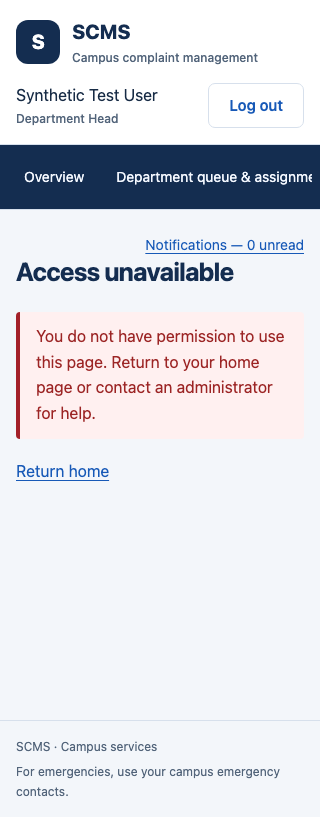 S
SCMS
Campus complaint management
Synthetic Test User
Department Head
Log out
Overview
Department queue & assignme
Notifications — 0 unread
Access unavailable
You do not have permission to use
this page. Return to your home
page or contact an administrator
for help.
Return home
SCMS · Campus services
For emergencies, use your campus emergency
contacts.